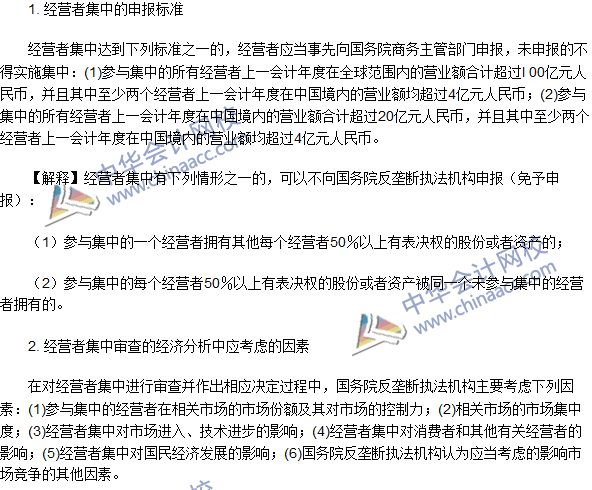 1. 经营者集中的申报标准
经营者集中达到下列标准之一的，经营者应当事先向国务院商务主管部门申报，未申报的不
得实施集中：(1)参与集中的所有经营者上一会计年度在全球范围内的营业额合计超过l00亿元人
民币，并且其中至少两个经营者上一会计年度在中国境内的营业额均超过4亿元人民币；(2)参与
集中的所有经营者上一会计年度在中国境内的营业额合计超过20亿元人民币，并且其中至少两个
经营者上一会计年度在中国境内的营业额均超过4亿元人民币。
【解释】经营者集中有下列情形之一的，可以不向国务院反垄断执法机构申报（免予申
报）：
（1）参与集中的一个经营者拥有其他每个经营者50％以上有表决权的股份或者资产的；
（2）参与集中的每个经营者50％以上有表决权的股份或者资产被同一个未参与集中的经营
者拥有的。
2. 经营者集中审查的经济分析中应考虑的因素
在对经营者集中进行审查并作出相应决定过程中，国务院反垄断执法机构主要考虑下列因
素：(1)参与集中的经营者在相关市场的市场份额及其对市场的控制力；(2)相关市场的市场集中
度；(3)经营者集中对市场进入、技术进步的影响；(4)经营者集中对消费者和其他有关经营者的
影响；(5)经营者集中对国民经济发展的影响；(6)国务院反垄断执法机构认为应当考虑的影响市
场竞争的其他因素。
中华会计网校
www.chinaacc.com
中华会计网校
www.chinaacc.com